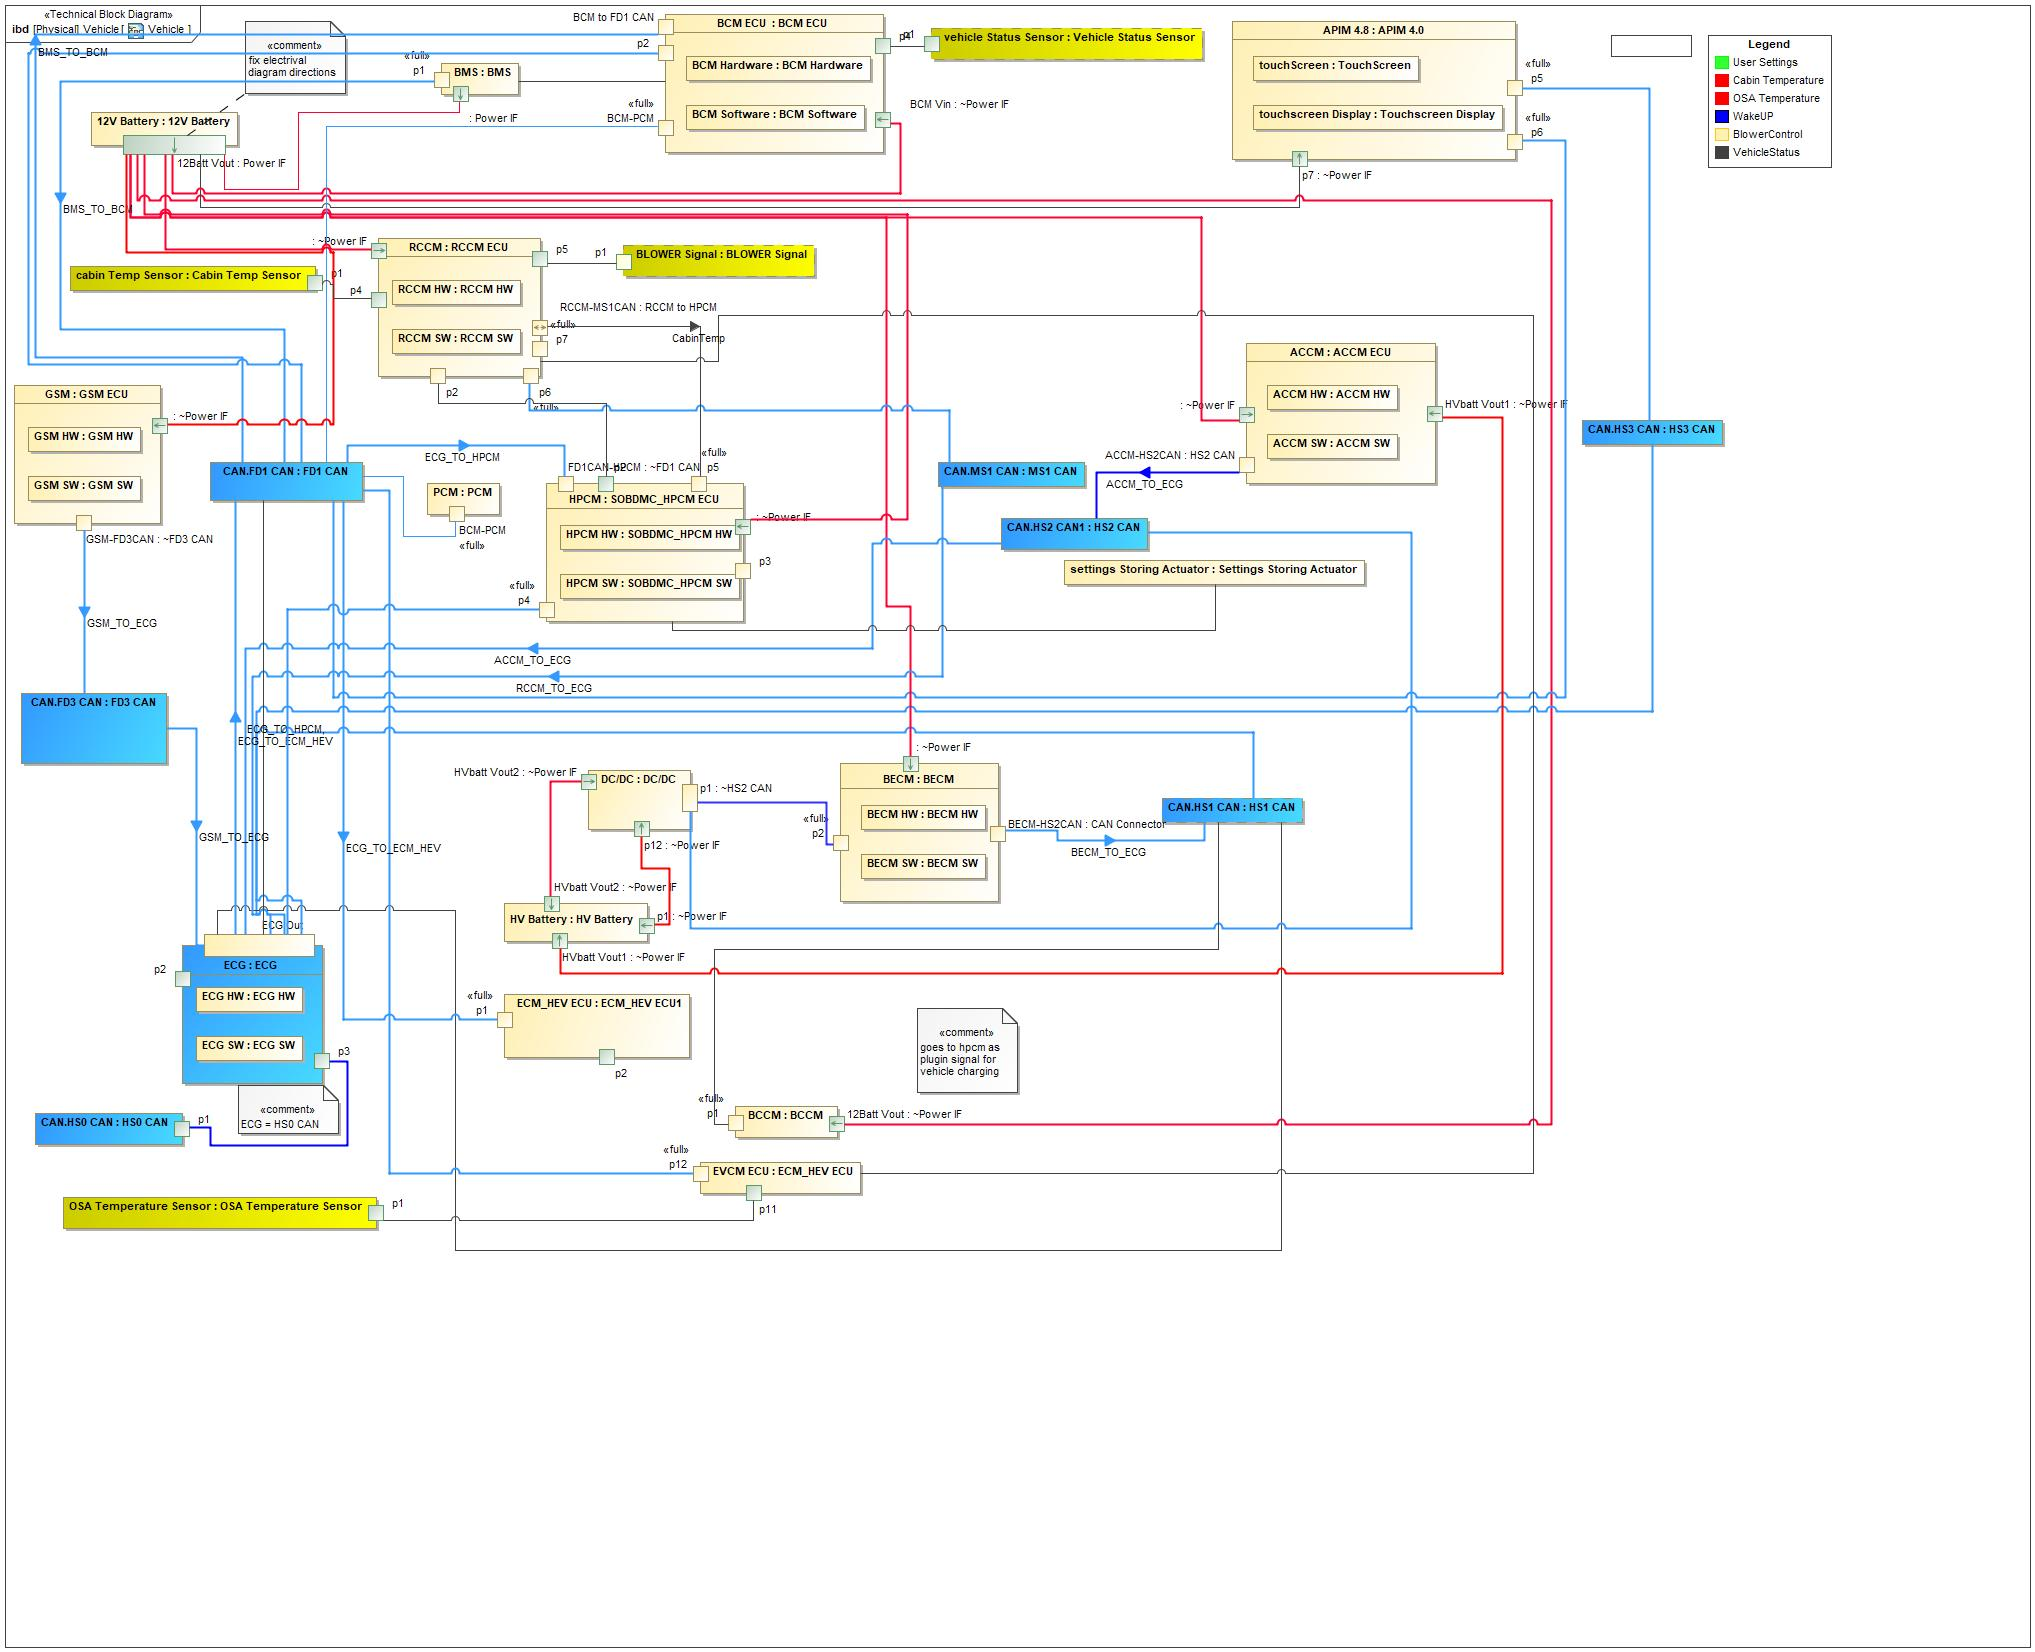 «Technical Block Diagram»
ibd [Physical] Vehicle [ Vehicle ]
BMS_TO_BCM
«comment»
fix electrival
diagram directions
«full»
p1
BMS : BMS
BCM to FD1 CAN
p2
BCM ECU : BCM ECU
BCM Hardware : BCM Hardware
BCM Software : BCM Software
«full»
BCM-PCM
: Power IF
BCM Vin : ~Power IF
p1
vehicle Status Sensor : Vehicle Status Sensor
APIM 4.8 : APIM 4.0
touchScreen : TouchScreen
touchscreen Display : Touchscreen Display
«full»
p5
«full»
p6
p7 : ~Power IF
Legend
User Settings
Cabin Temperature
OSA Temperature
WakeUP
BlowerControl
VehicleStatus
12V Battery : 12V Battery
12Batt Vout : Power IF
BMS_TO_BCM
: ~Power IF
RCCM : RCCM ECU
RCCM HW : RCCM HW
RCCM SW : RCCM SW
p5
p1
BLOWER Signal : BLOWER Signal
cabin Temp Sensor : Cabin Temp Sensor
p1
p4
RCCM-MS1CAN : RCCM to HPCM
«full»
p7
CabinTemp
p2
p6
«full»
ACCM : ACCM ECU
ACCM HW : ACCM HW
ACCM SW : ACCM SW
: ~Power IF
HVbatt Vout1 : ~Power IF
ACCM-HS2CAN : HS2 CAN
ACCM_TO_ECG
CAN.HS3 CAN : HS3 CAN
GSM : GSM ECU
GSM HW : GSM HW
GSM SW : GSM SW
: ~Power IF
GSM-FD3CAN : ~FD3 CAN
GSM_TO_ECG
CAN.FD1 CAN : FD1 CAN
ECG_TO_HPCM
PCM : PCM
BCM-PCM
«full»
FD1CAN-HPCM : ~FD1 CAN
p2
«full»
p5
HPCM : SOBDMC_HPCM ECU
HPCM HW : SOBDMC_HPCM HW
HPCM SW : SOBDMC_HPCM SW
: ~Power IF
p3
«full»
p4
CAN.MS1 CAN : MS1 CAN
CAN.HS2 CAN1 : HS2 CAN
settings Storing Actuator : Settings Storing Actuator
ACCM_TO_ECG
RCCM_TO_ECG
CAN.FD3 CAN : FD3 CAN
ECG_TO_HPCM,
ECG_TO_ECM_HEV
GSM_TO_ECG
ECG_TO_ECM_HEV
HVbatt Vout2 : ~Power IF
DC/DC : DC/DC
p1 : ~HS2 CAN
p12 : ~Power IF
: ~Power IF
BECM : BECM
BECM HW : BECM HW
BECM SW : BECM SW
«full»
p2
BECM-HS2CAN : CAN Connector
BECM_TO_ECG
CAN.HS1 CAN : HS1 CAN
HVbatt Vout2 : ~Power IF
HV Battery : HV Battery
p1 : ~Power IF
HVbatt Vout1 : ~Power IF
ECG Out
p2
ECG : ECG
ECG HW : ECG HW
ECG SW : ECG SW
p3
«comment»
ECG = HS0 CAN
CAN.HS0 CAN : HS0 CAN
p1
«full»
p1
ECM_HEV ECU : ECM_HEV ECU1
p2
«comment»
goes to hpcm as
plugin signal for
vehicle charging
«full»
p1
BCCM : BCCM
12Batt Vout : ~Power IF
«full»
p12
EVCM ECU : ECM_HEV ECU
p11
OSA Temperature Sensor : OSA Temperature Sensor
p1